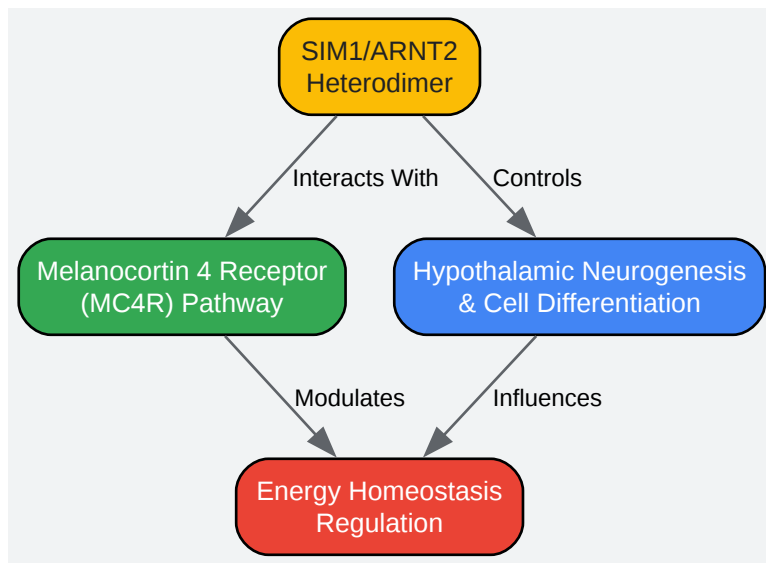 SIM1/ARNT2
Heterodimer
Interacts With
Controls
Melanocortin 4 Receptor
(MC4R) Pathway
Hypothalamic Neurogenesis
& Cell Differentiation
Modulates
Influences
Energy Homeostasis
Regulation